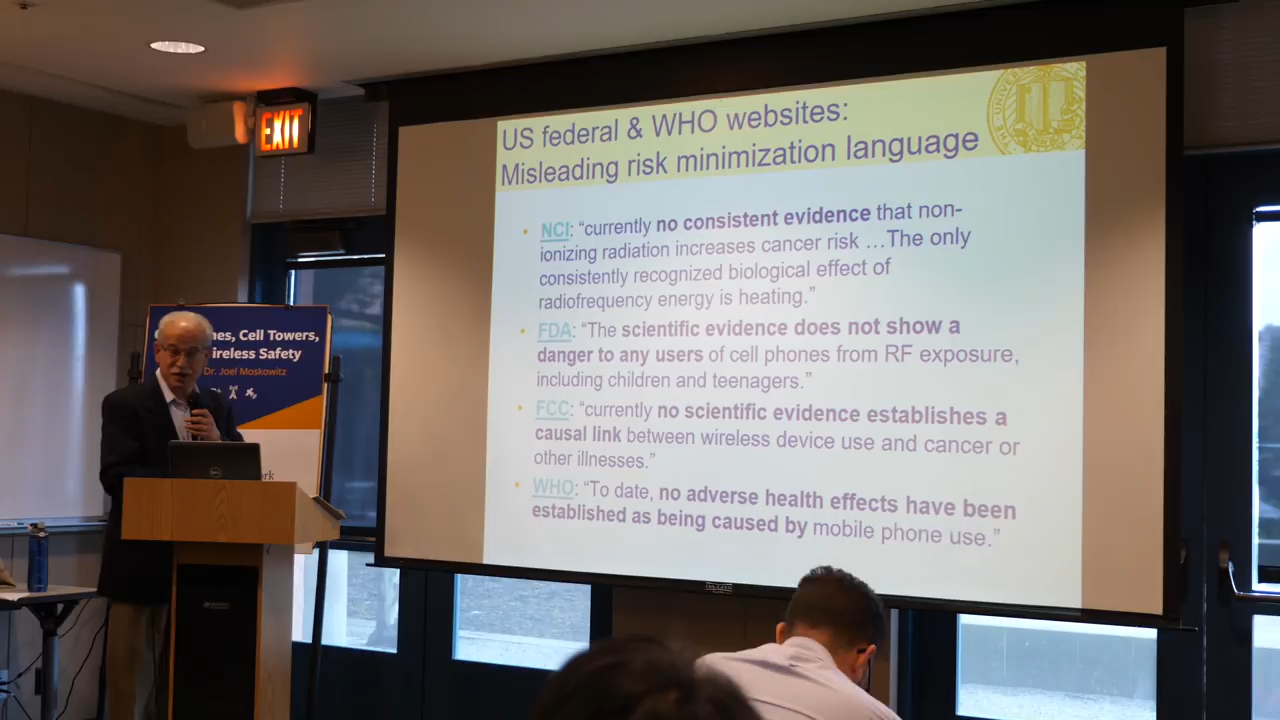 EXIT
US federal & WHO websites:
Misleading risk minimization language
• NCI: “currently no consistent evidence that non-
ionizing radiation increases cancer risk …The only
consistently recognized biological effect of
radiofrequency energy is heating.”
• FDA: “The scientific evidence does not show a
danger to any users of cell phones from RF exposure,
including children and teenagers.”
• FCC: “currently no scientific evidence establishes a
causal link between wireless device use and cancer or
other illnesses.”
• WHO: “To date, no adverse health effects have been
established as being caused by mobile phone use.”
Cell Towers,
Safety
Dr. Joel Moskowitz
DELL